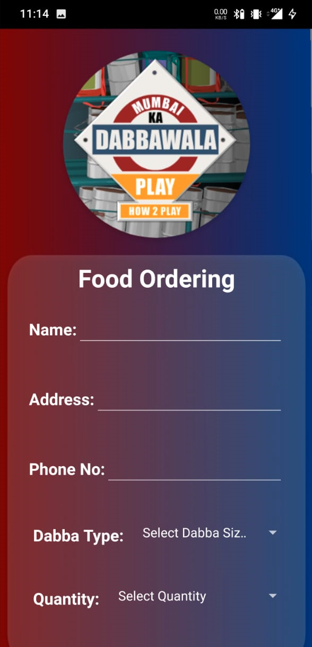 11:14
0.00
KB/S
4G
MUMBAI
KA
DABBAWALA
PLAY
HOW 2 PLAY
Food Ordering
Name:
Address:
Phone No:
Dabba Type: Select Dabba Siz..
Quantity: Select Quantity